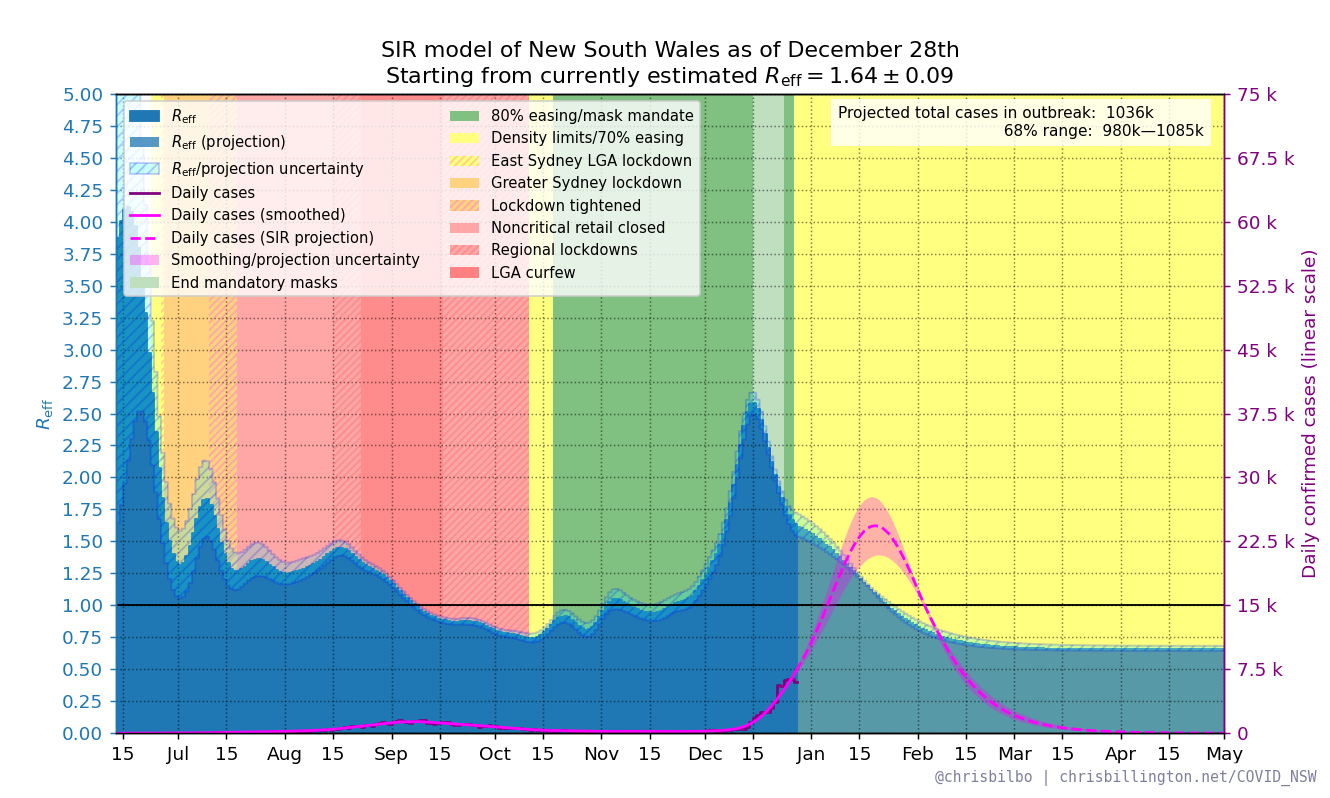 SIR model of New South Wales as of December 28th
Starting from currently estimated Reff = 1.64 ± 0.09
5.00
4.75
4.50
4.25
4.00
3.75
3.50
3.25
3.00
2.75
2.50
2.25
2.00
1.75
1.50
1.25
1.00
0.75
0.50
0.25
0.00
Reff
Reff
Reff (projection)
Reff/projection uncertainty
Daily cases
Daily cases (smoothed)
Daily cases (SIR projection)
Smoothing/projection uncertainty
End mandatory masks
80% easing/mask mandate
Density limits/70% easing
East Sydney LGA lockdown
Greater Sydney lockdown
Lockdown tightened
Noncritical retail closed
Regional lockdowns
LGA curfew
Projected total cases in outbreak: 1036k
68% range: 980k—1085k
75 k
67.5 k
60 k
52.5 k
45 k
37.5 k
30 k
22.5 k
15 k
7.5 k
0
Daily confirmed cases (linear scale)
15 Jul 15 Aug 15 Sep 15 Oct 15 Nov 15 Dec 15 Jan 15 Feb 15 Mar 15 Apr 15 May
@chrisbilbo | chrisbillington.net/COVID_NSW